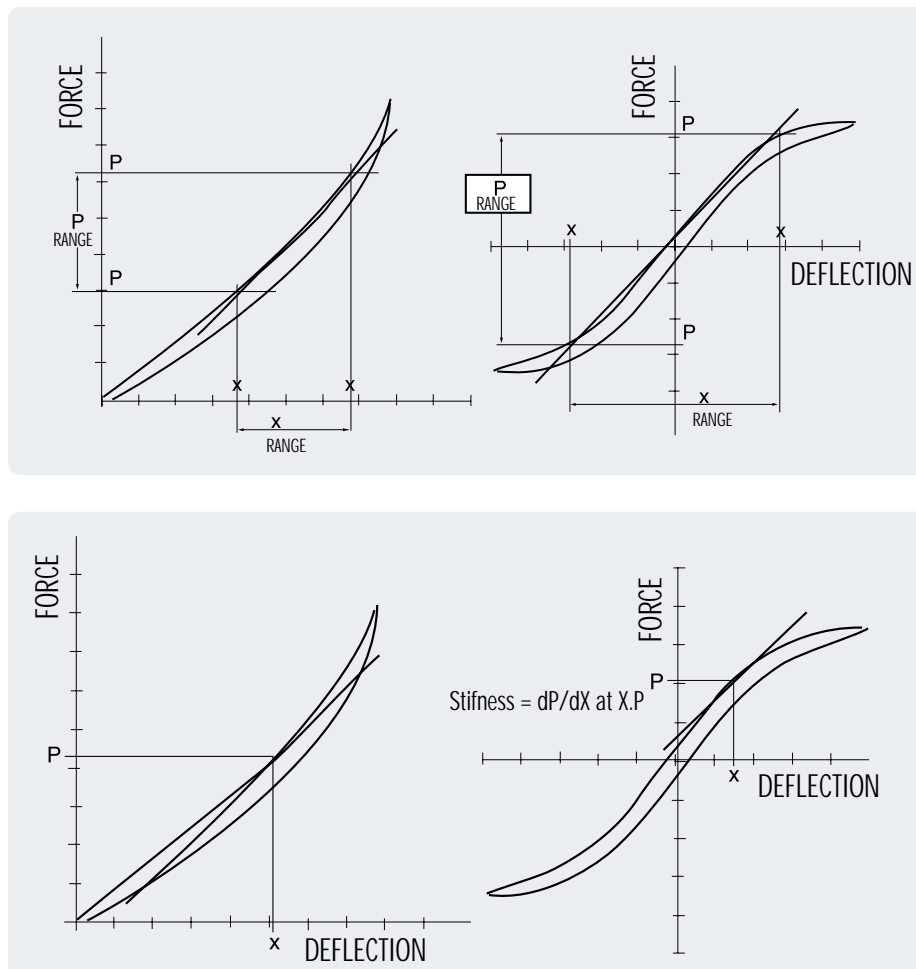 FORCE
P
P
RANGE
P
x
x
x
RANGE
FORCE
P
P
RANGE
x
x
DEFLECTION
P
x
RANGE
FORCE
P
x
DEFLECTION
FORCE
P
Stifness = dP/dX at X.P
x
DEFLECTION